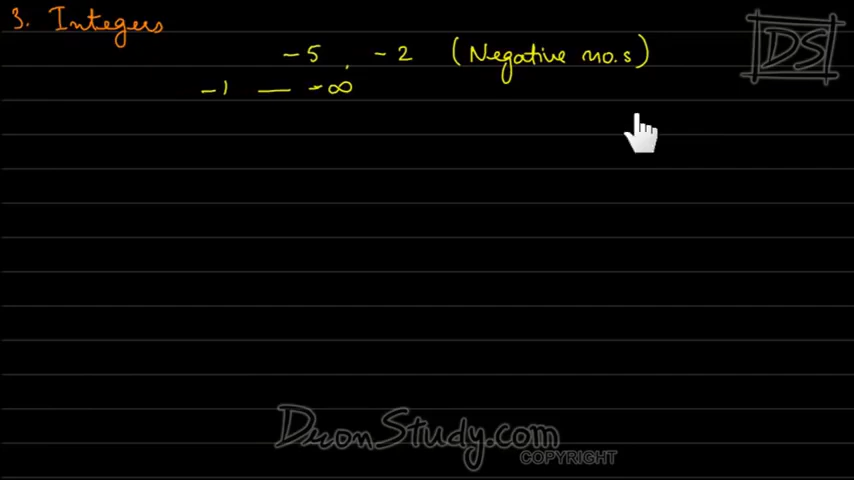 3. Integers
DS
-5, -2 (Negative no.s)
-1 — -∞
DronStudy.com
COPYRIGHT